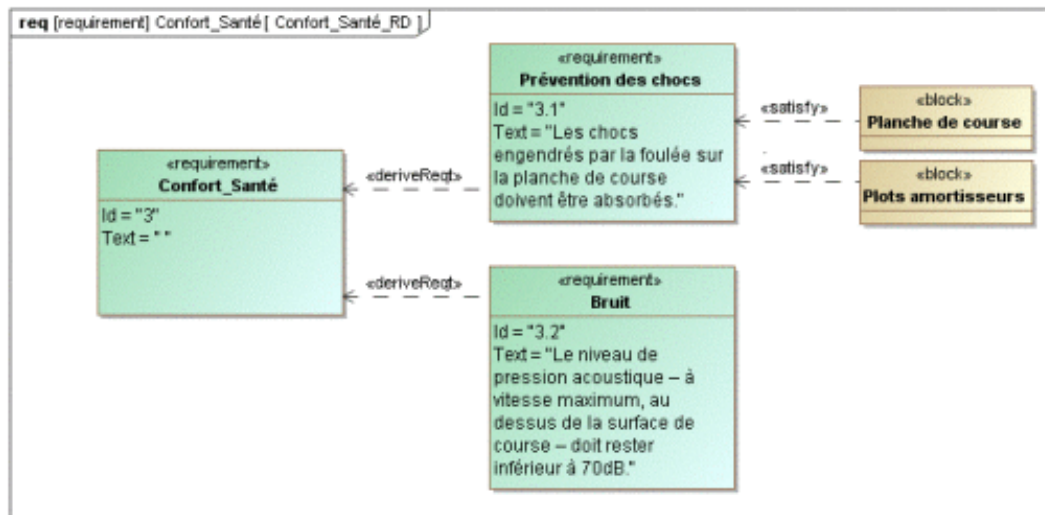 req [requirement] Confort_Santé [ Confort_Santé_RD ]
«requirement»
Prévention des chocs
Id = "3.1"
Text = "Les chocs
engendrés par la foulée sur
la planche de course
doivent être absorbés."
«satisfy»
«block»
Planche de course
«satisfy»
«block»
Plots amortisseurs
«requirement»
Confort_Santé
Id = "3"
Text = " "
«deriveReqt»
«deriveReqt»
«requirement»
Bruit
Id = "3.2"
Text = "Le niveau de
pression acoustique – à
vitesse maximum, au
dessus de la surface de
course – doit rester
inférieur à 70dB."